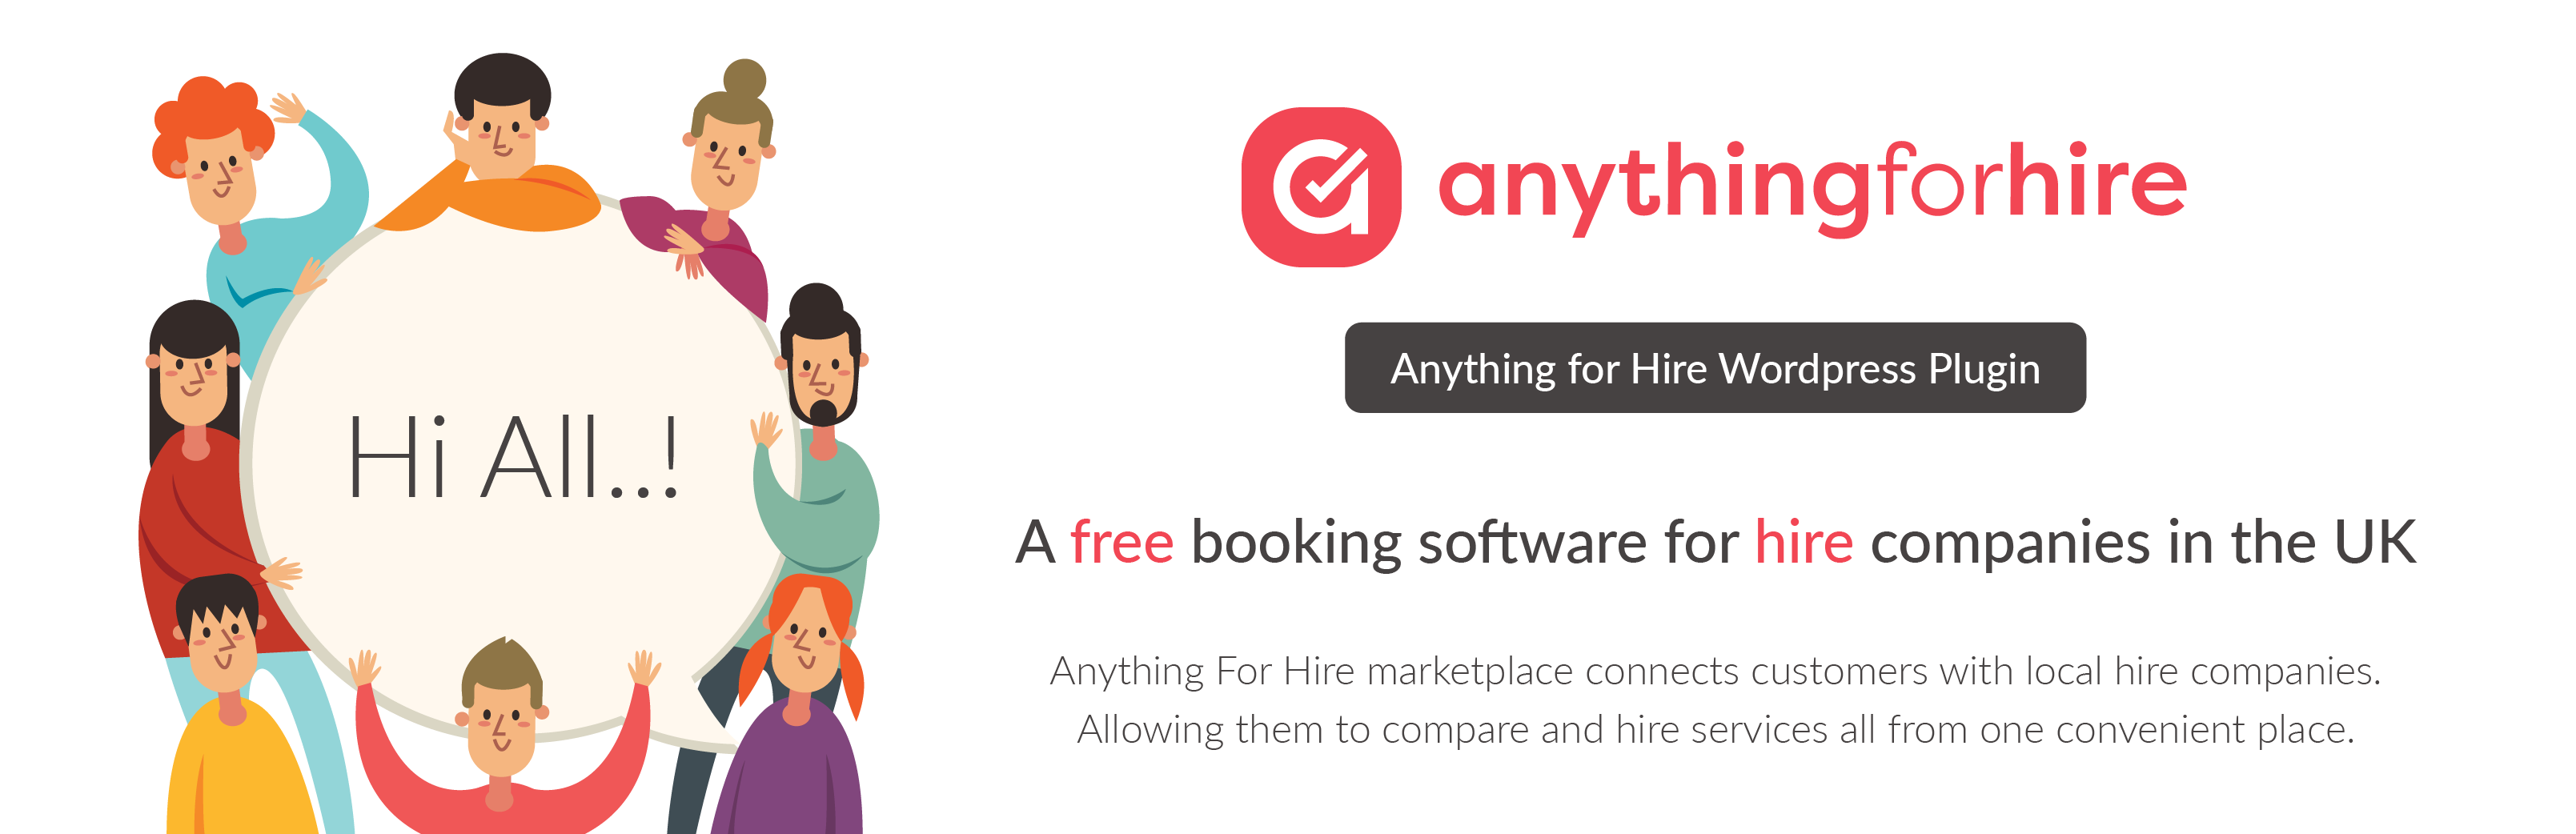 Hi All...!
anythingforhire
Anything for Hire Wordpress Plugin
A free booking software for hire companies in the UK
Anything For Hire marketplace connects customers with local hire companies.
Allowing them to compare and hire services all from one convenient place.